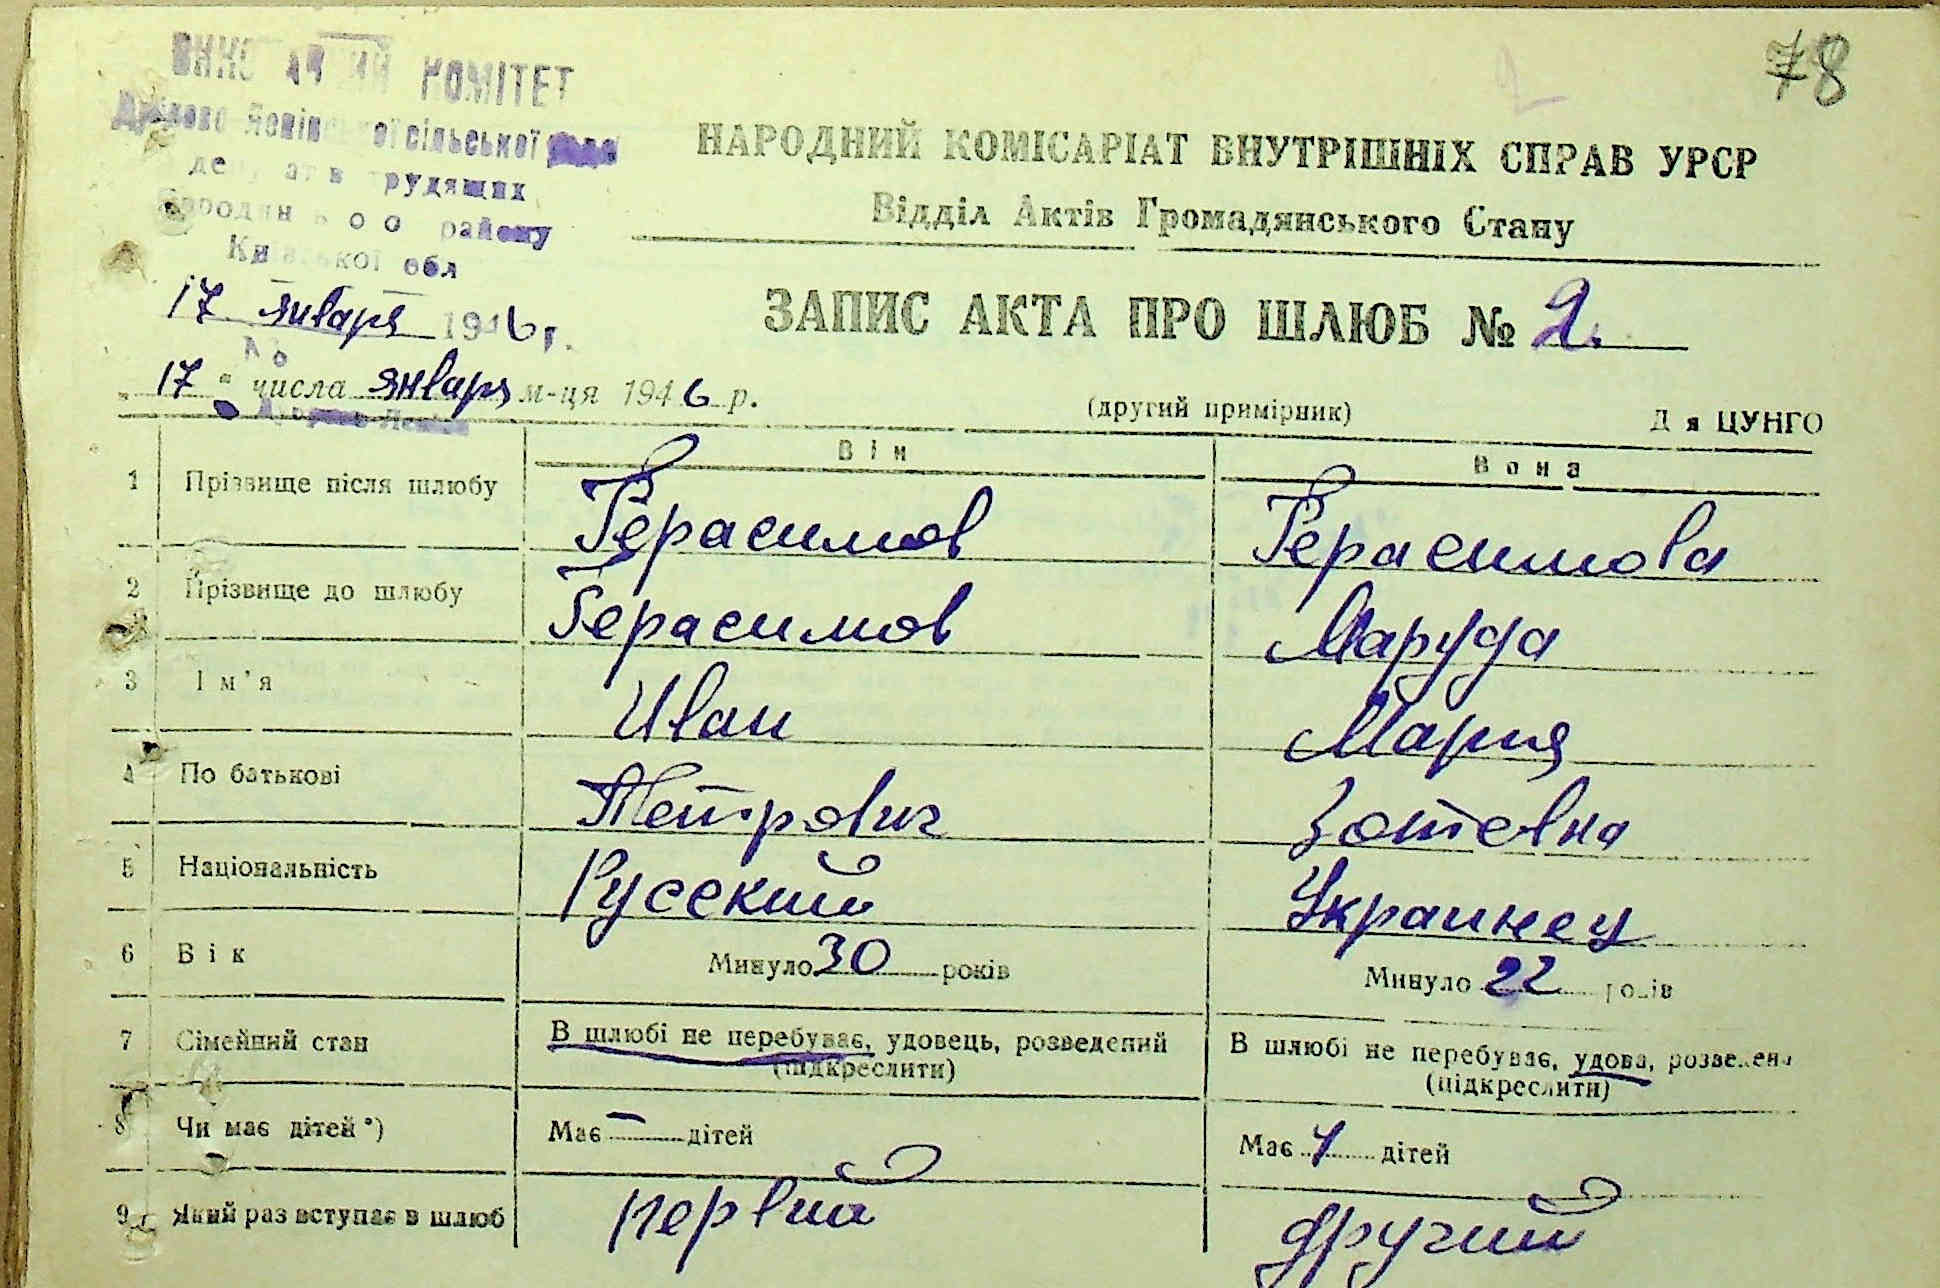 78
КОМІТЕТ
сільської
трудящих
району
Київської обл
НАРОДНИЙ КОМІСАРІАТ ВНУТРІШНІХ СПРАВ УРСР
Відділ Актів Громадянського Стану
17 января 1946 г.
ЗАПИС АКТА ПРО ШЛЮБ № 2.
№
„ 17 " числа январь м-ця 1946 р.
(другий примірник) Для ЦУНГО
Він Вона
1 Прізвище після шлюбу Герасимов Герасимова
2 Прізвище до шлюбу Герасимов Маруда
3 Ім'я Иван Мария
4 По батькові Петрович Зотевна
5 Національність Русский Украинец
6 Вік Минуло 30 років Минуло 22 років
7 Сімейний стан В шлюбі не перебуває, удовець, розведений В шлюбі не перебуває, удова, розведена
(підкреслити) (підкреслити)
8 Чи має дітей*) Має – дітей Має 1 дітей
9 Який раз вступає в шлюб первий другий